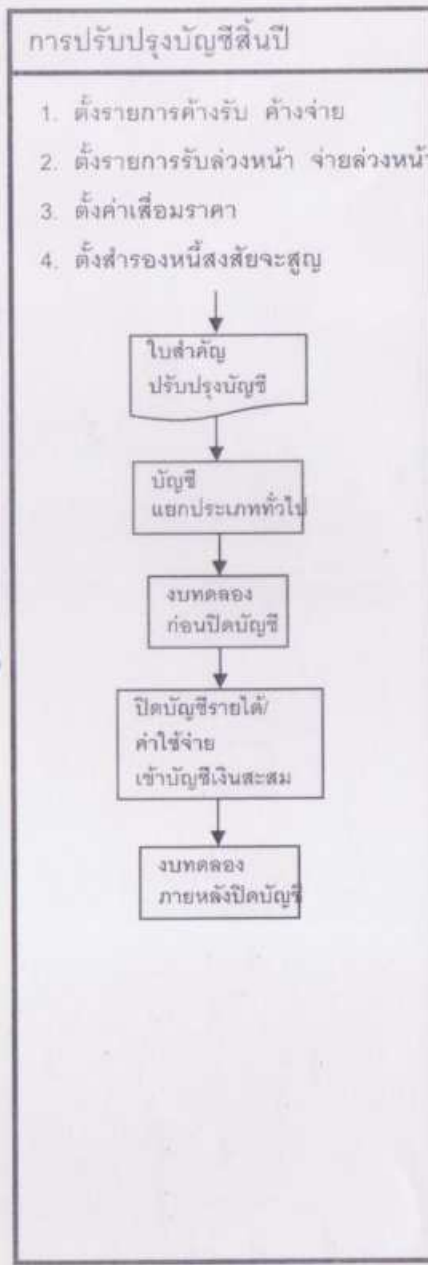 การปรับปรุงบัญชีสิ้นปี
1. ตั้งรายการค้างรับ ค้างจ่าย
2. ตั้งรายการรับล่วงหน้า จ่ายล่วงหน้า
3. ตั้งค่าเสื่อมราคา
4. ตั้งสำรองหนี้สงสัยจะสูญ
ใบสำคัญ
ปรับปรุงบัญชี
บัญชี
แยกประเภททั่วไป
งบทดลอง
ก่อนปิดบัญชี
ปิดบัญชีรายได้/
ค่าใช้จ่าย
เข้าบัญชีเงินสะสม
งบทดลอง
ภายหลังปิดบัญชี